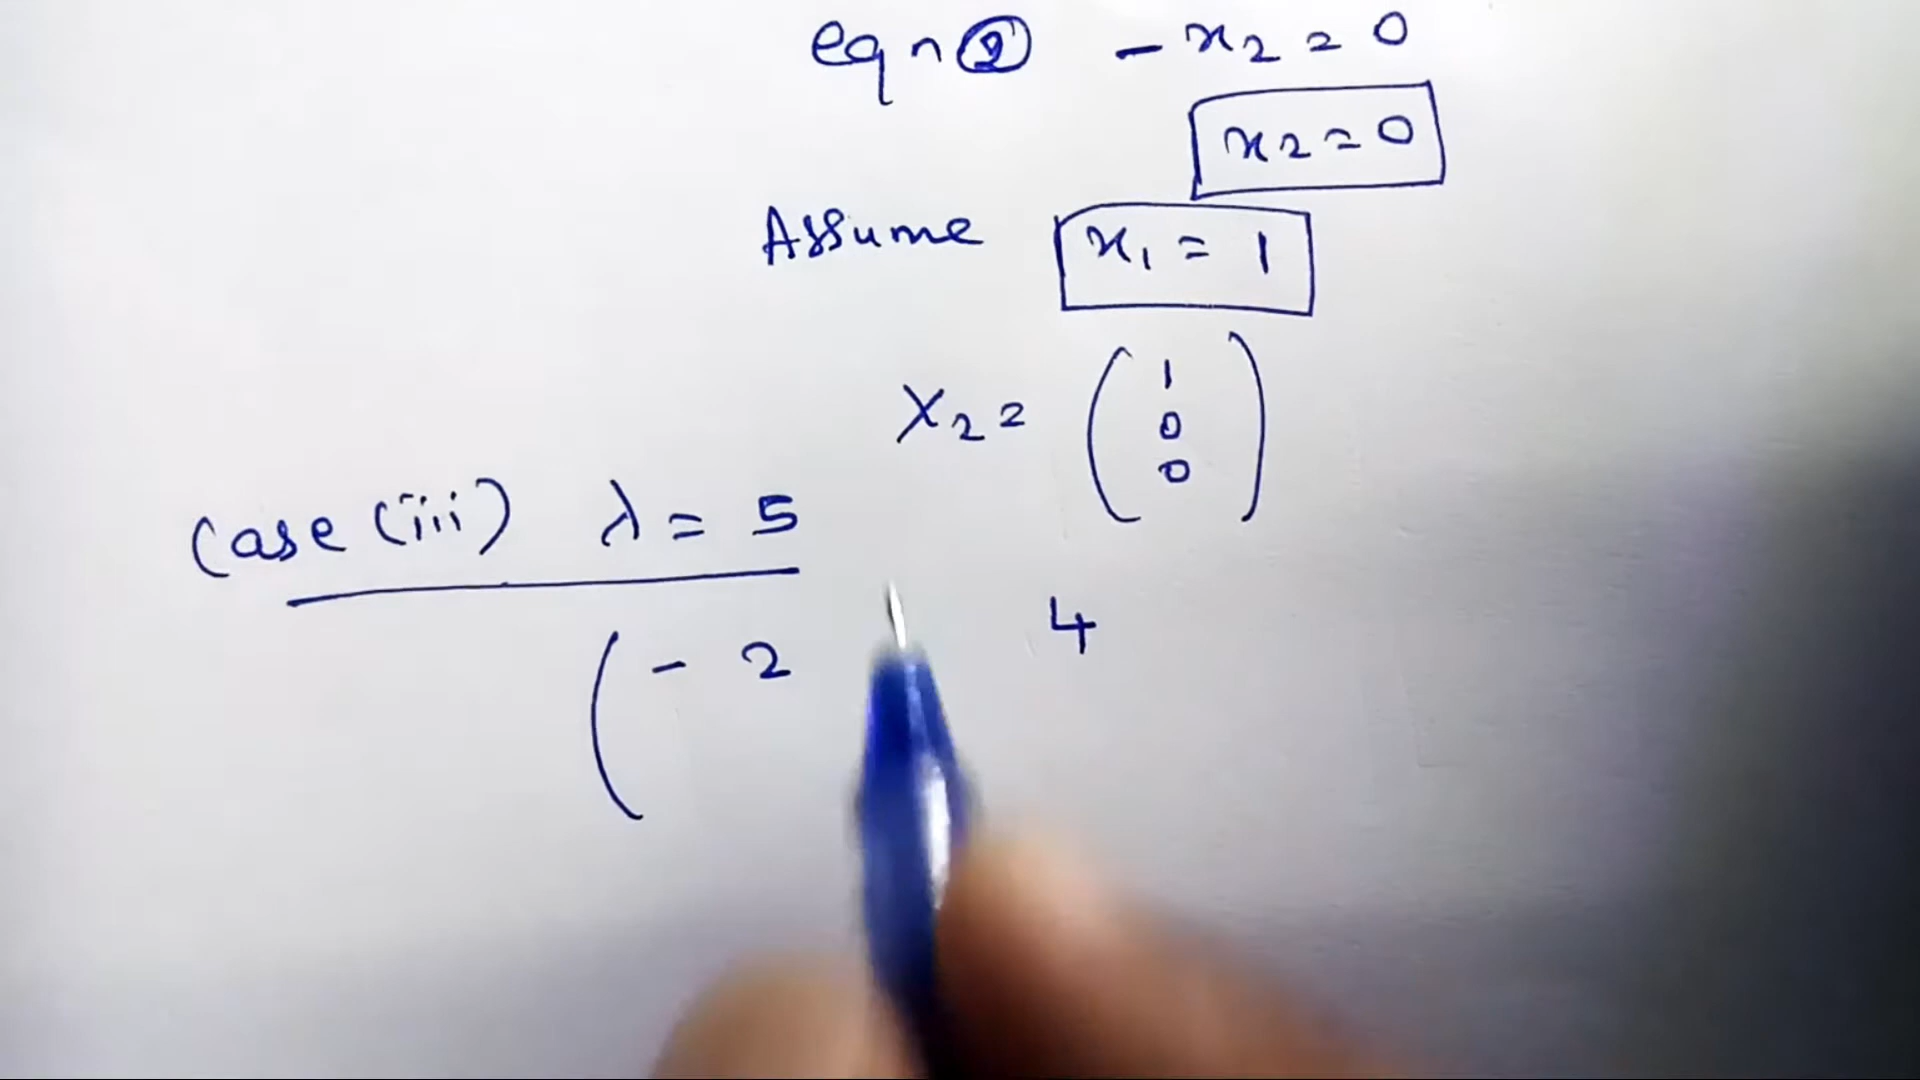 eqn ② - x₂ = 0
x₂ = 0
Assume x₁ = 1
X₂ = ( 1
0
0 )
Case (iii) λ = 5
( - 2 4